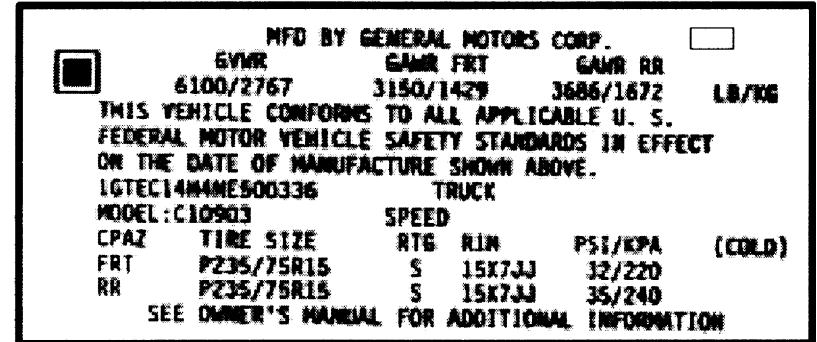 MFD BY GENERAL MOTORS CORP.
GVWR GAWR FRT GAWR RR
6100/2767 3150/1429 3686/1672 LB/KG
THIS VEHICLE CONFORMS TO ALL APPLICABLE U. S.
FEDERAL MOTOR VEHICLE SAFETY STANDARDS IN EFFECT
ON THE DATE OF MANUFACTURE SHOWN ABOVE.
1GTEC14M4ME500336 TRUCK
MODEL:C10903 SPEED
CPAZ TIRE SIZE RTG RIM PSI/KPA (COLD)
FRT P235/75R15 S 15X7JJ 32/220
RR P235/75R15 S 15X7JJ 35/240
SEE OWNER'S MANUAL FOR ADDITIONAL INFORMATION